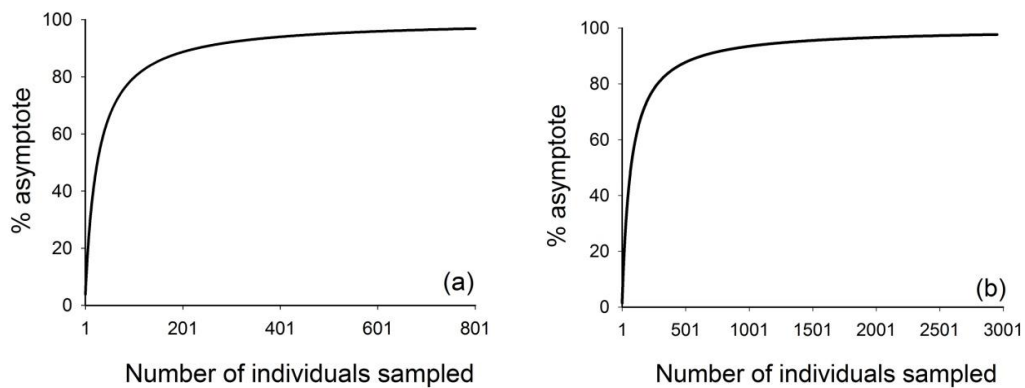 100
80
60
40
20
0
% asymptote
(a)
1 201 401 601 801
Number of individuals sampled
100
80
60
40
20
0
% asymptote
(b)
1 501 1001 1501 2001 2501 3001
Number of individuals sampled